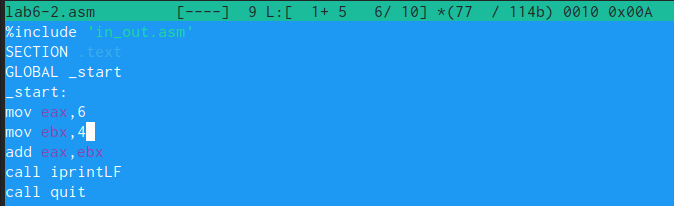 lab6-2.asm [----] 9 L:[ 1+ 5 6/ 10] *(77 / 114b) 0010 0x00A
%include 'in_out.asm'
SECTION .text
GLOBAL _start
_start:
mov eax,6
mov ebx,4
add eax,ebx
call iprintLF
call quit